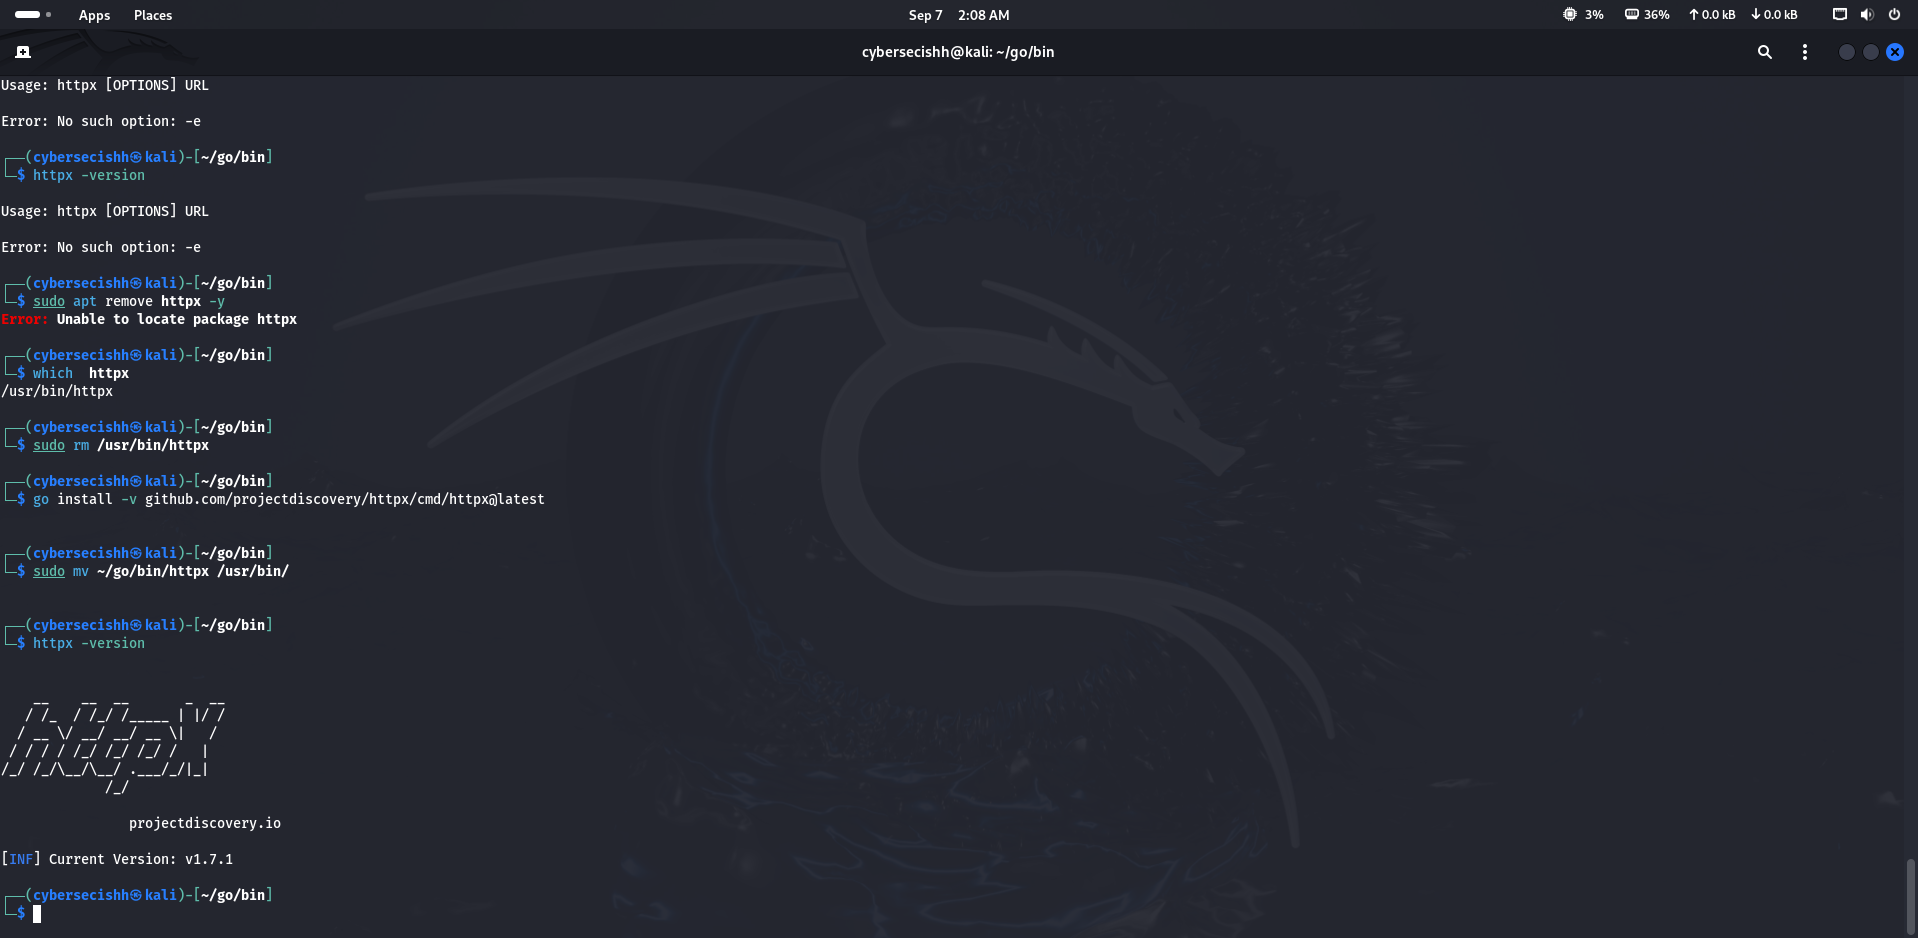 Apps Places Sep 7 2:08 AM 3% 36% ↑ 0.0 kB ↓ 0.0 kB
cybersecishh@kali: ~/go/bin
Usage: httpx [OPTIONS] URL
Error: No such option: -e
┌──(cybersecishh㉿kali)-[~/go/bin]
└─$ httpx -version
Usage: httpx [OPTIONS] URL
Error: No such option: -e
┌──(cybersecishh㉿kali)-[~/go/bin]
└─$ sudo apt remove httpx -y
Error: Unable to locate package httpx
┌──(cybersecishh㉿kali)-[~/go/bin]
└─$ which  httpx
/usr/bin/httpx
┌──(cybersecishh㉿kali)-[~/go/bin]
└─$ sudo rm /usr/bin/httpx
┌──(cybersecishh㉿kali)-[~/go/bin]
└─$ go install -v github.com/projectdiscovery/httpx/cmd/httpx@latest
┌──(cybersecishh㉿kali)-[~/go/bin]
└─$ sudo mv ~/go/bin/httpx /usr/bin/
┌──(cybersecishh㉿kali)-[~/go/bin]
└─$ httpx -version
    __    __  __       _  __
   / /_  / /_/ /_____ | |/ /
  / __ \/ __/ __/ __ \|   /
 / / / / /_/ /_/ /_/ /   |
/_/ /_/\__/\__/ .___/_/|_|
             /_/
projectdiscovery.io
[INF] Current Version: v1.7.1
┌──(cybersecishh㉿kali)-[~/go/bin]
└─$